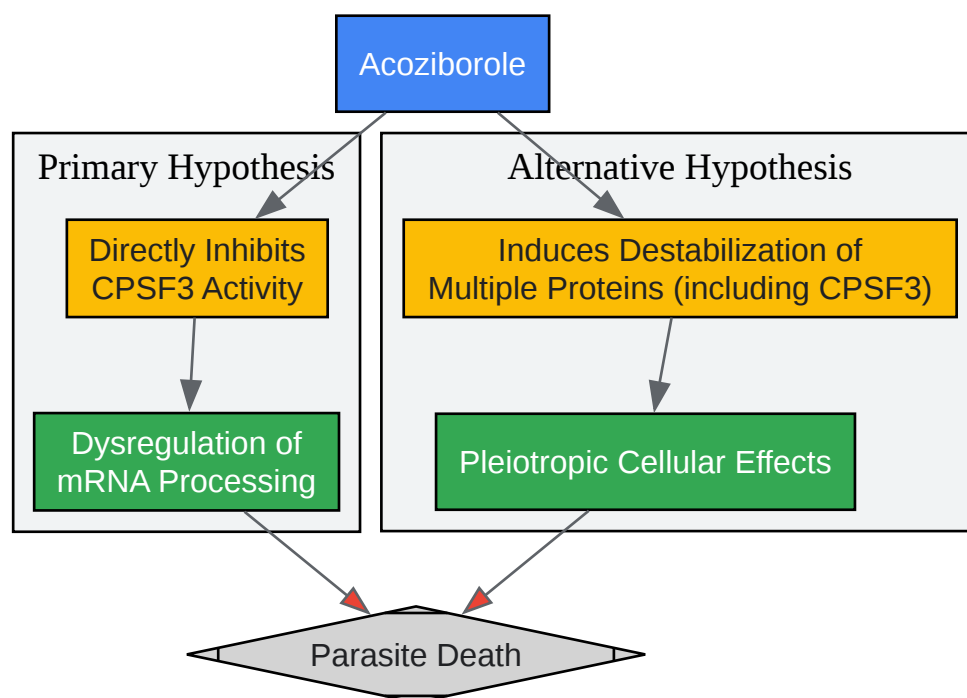 Acoziborole
Primary Hypothesis
Directly Inhibits
CPSF3 Activity
Dysregulation of
mRNA Processing
Alternative Hypothesis
Induces Destabilization of
Multiple Proteins (including CPSF3)
Pleiotropic Cellular Effects
Parasite Death